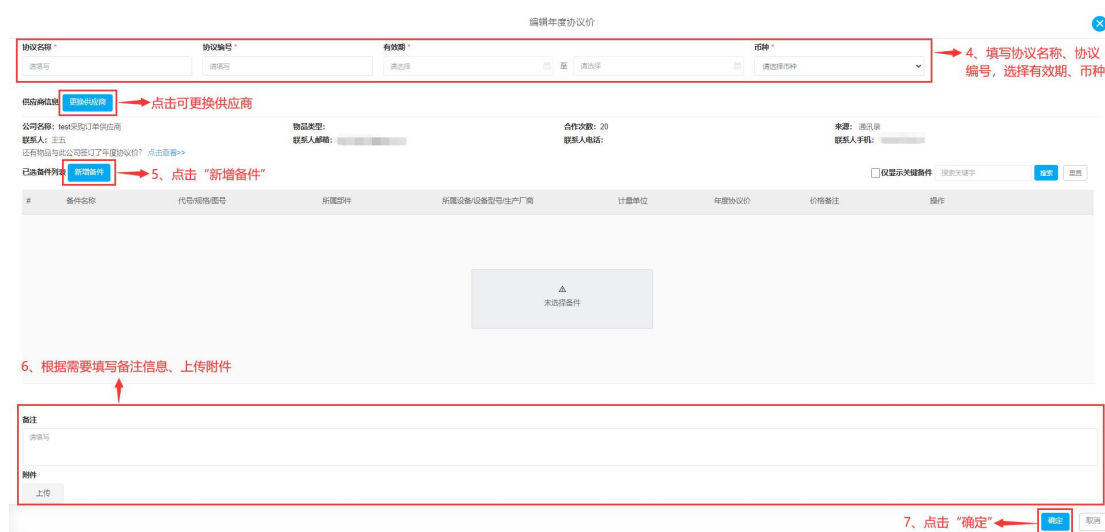 编辑年度协议价
协议名称 * 协议编号 * 有效期 * 币种 *
请填写 请填写 请选择 至 请选择 请选择币种
4、填写协议名称、协议
编号，选择有效期、币种
供应商信息 更换供应商 点击可更换供应商
公司名称：test采购订单供应商 物品类型： 合作次数：20 来源：通讯录
联系人：王五 联系人邮箱： 联系人电话： 联系人手机：
还有物品与此公司签订了年度协议价？ 点击查看>>
已选备件列表 新增备件 5、点击“新增备件” 仅显示关键备件 搜索关键字 搜索 重置
# 备件名称 代号/规格/图号 所属部件 所属设备/设备型号/生产厂商 计量单位 年度协议价 价格备注 操作
未选择备件
6、根据需要填写备注信息、上传附件
备注
请填写
附件
上传
7、点击“确定” 确定 取消